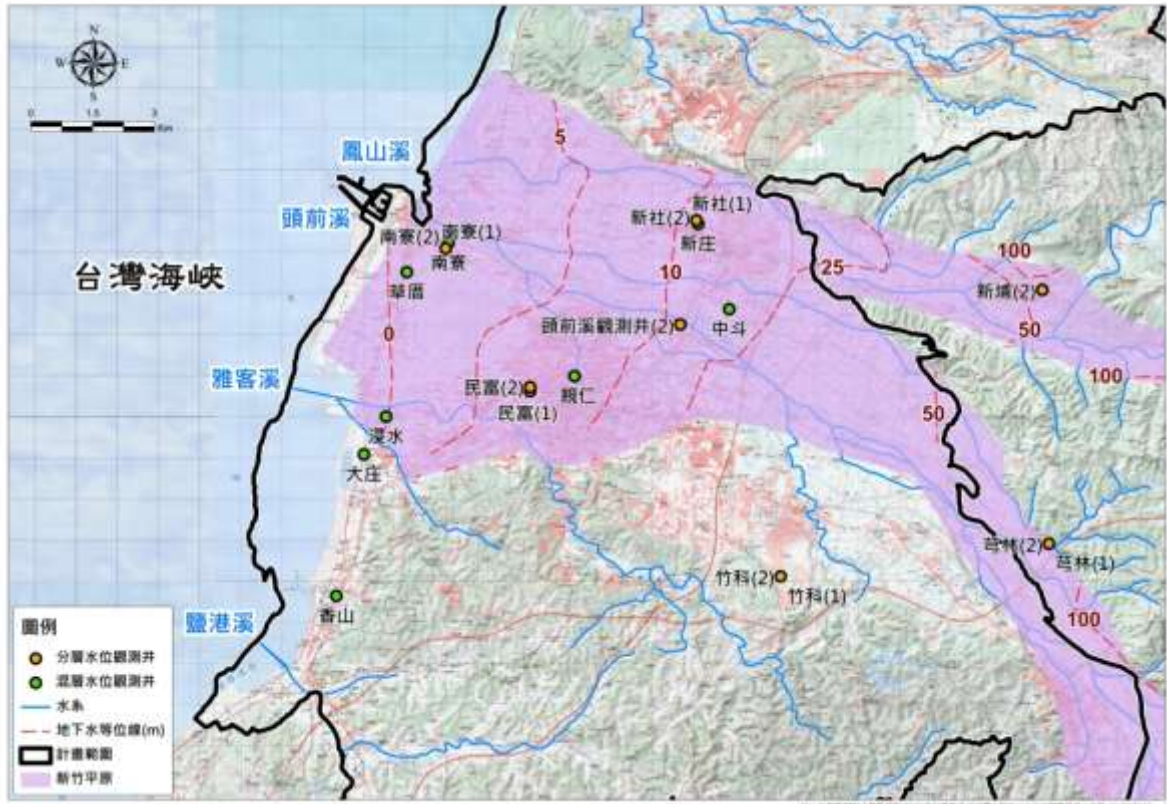 N
W
E
S
0
1.5
3
Km
5
鳳山溪
頭前溪
新社(1)
新社(2)
新庄
南寮(1)
南寮(2)
南寮
台灣海峽
100
10
25
新埔(2)
草厝
50
頭前溪觀測井(2)
中斗
0
雅客溪
100
民富(2)
親仁
民富(1)
50
浸水
大庄
芎林(2)
芎林(1)
竹科(2)
竹科(1)
香山
100
鹽港溪
圖例
分層水位觀測井
混層水位觀測井
水系
地下水等位線(m)
計畫範圍
新竹平原